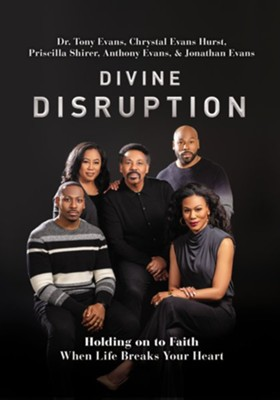 Dr. Tony Evans, Chrystal Evans Hurst,
Priscilla Shirer, Anthony Evans, & Jonathan Evans
DIVINE
DISRUPTION
Holding on to Faith
When Life Breaks Your Heart